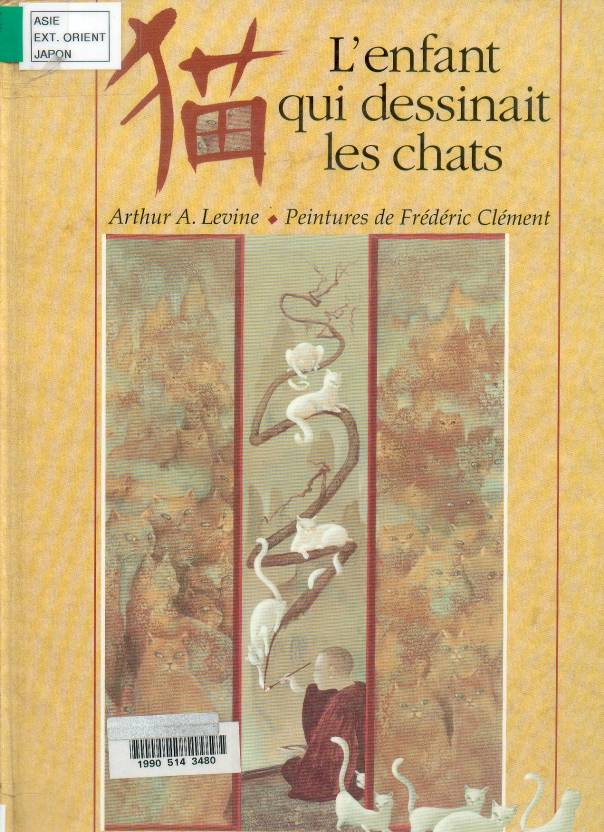 ASIE
EXT. ORIENT
JAPON
猫
L'enfant
qui dessinait
les chats
Arthur A. Levine ◆ Peintures de Frédéric Clément
1990 514 3480